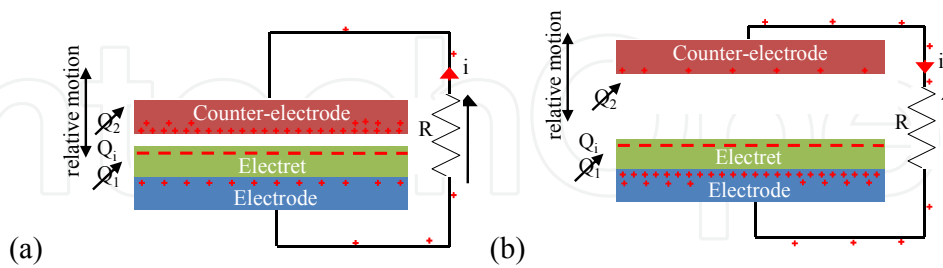 relative motion
Counter-electrode
Q2
Qi
Q1
Electret
Electrode
R
i
(a)
relative motion
Counter-electrode
Q2
Qi
Q1
Electret
Electrode
R
i
(b)